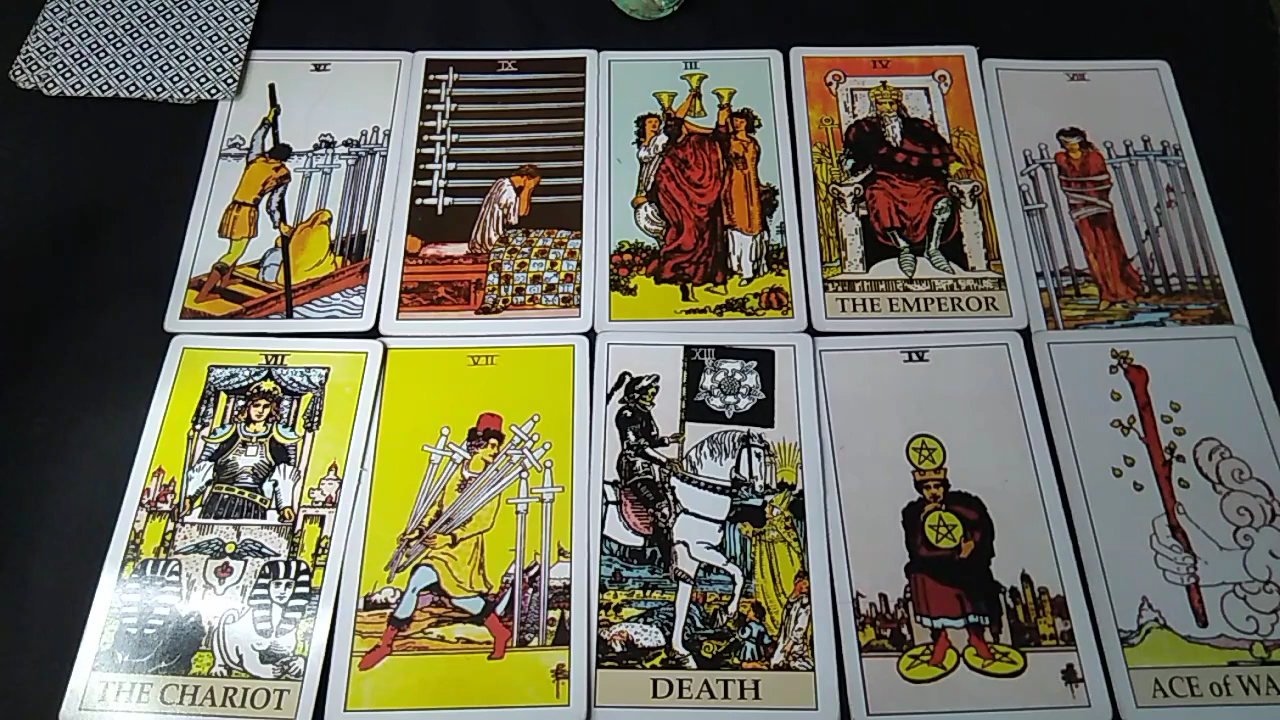 VI
IX
III
IV
VIII
THE EMPEROR
VII
VII
XIII
IV
THE CHARIOT
DEATH
ACE of WA